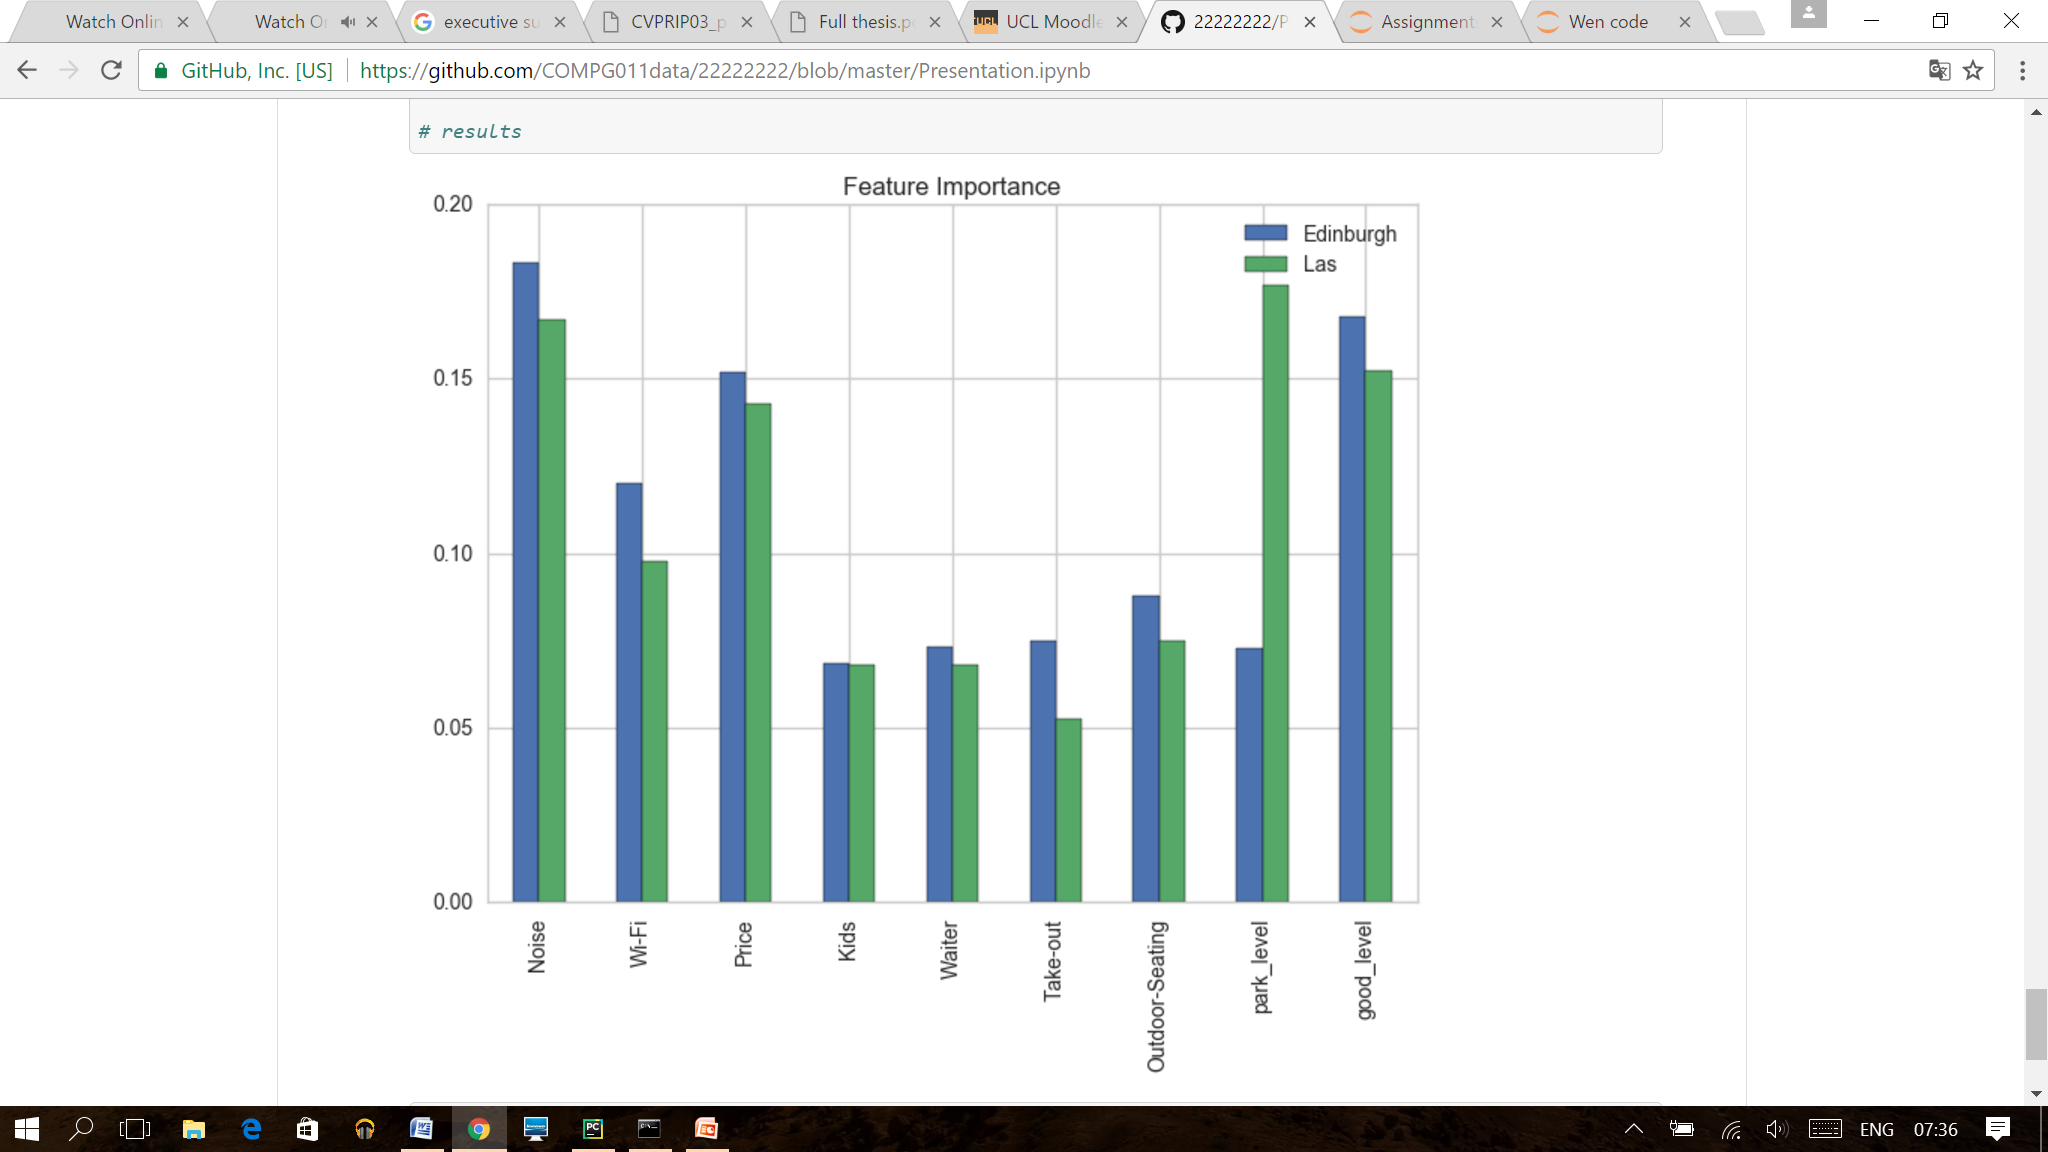 Watch Onlin
Watch O
executive su
CVPRIP03_p
Full thesis.p
UCL Moodle
22222222/P
Assignment
Wen code
GitHub, Inc. [US]
https://github.com/COMPG011data/22222222/blob/master/Presentation.ipynb
# results
Feature Importance
0.20
0.15
0.10
0.05
0.00
Edinburgh
Las
Noise
Wi-Fi
Price
Kids
Waiter
Take-out
Outdoor-Seating
park_level
good_level
ENG
07:36